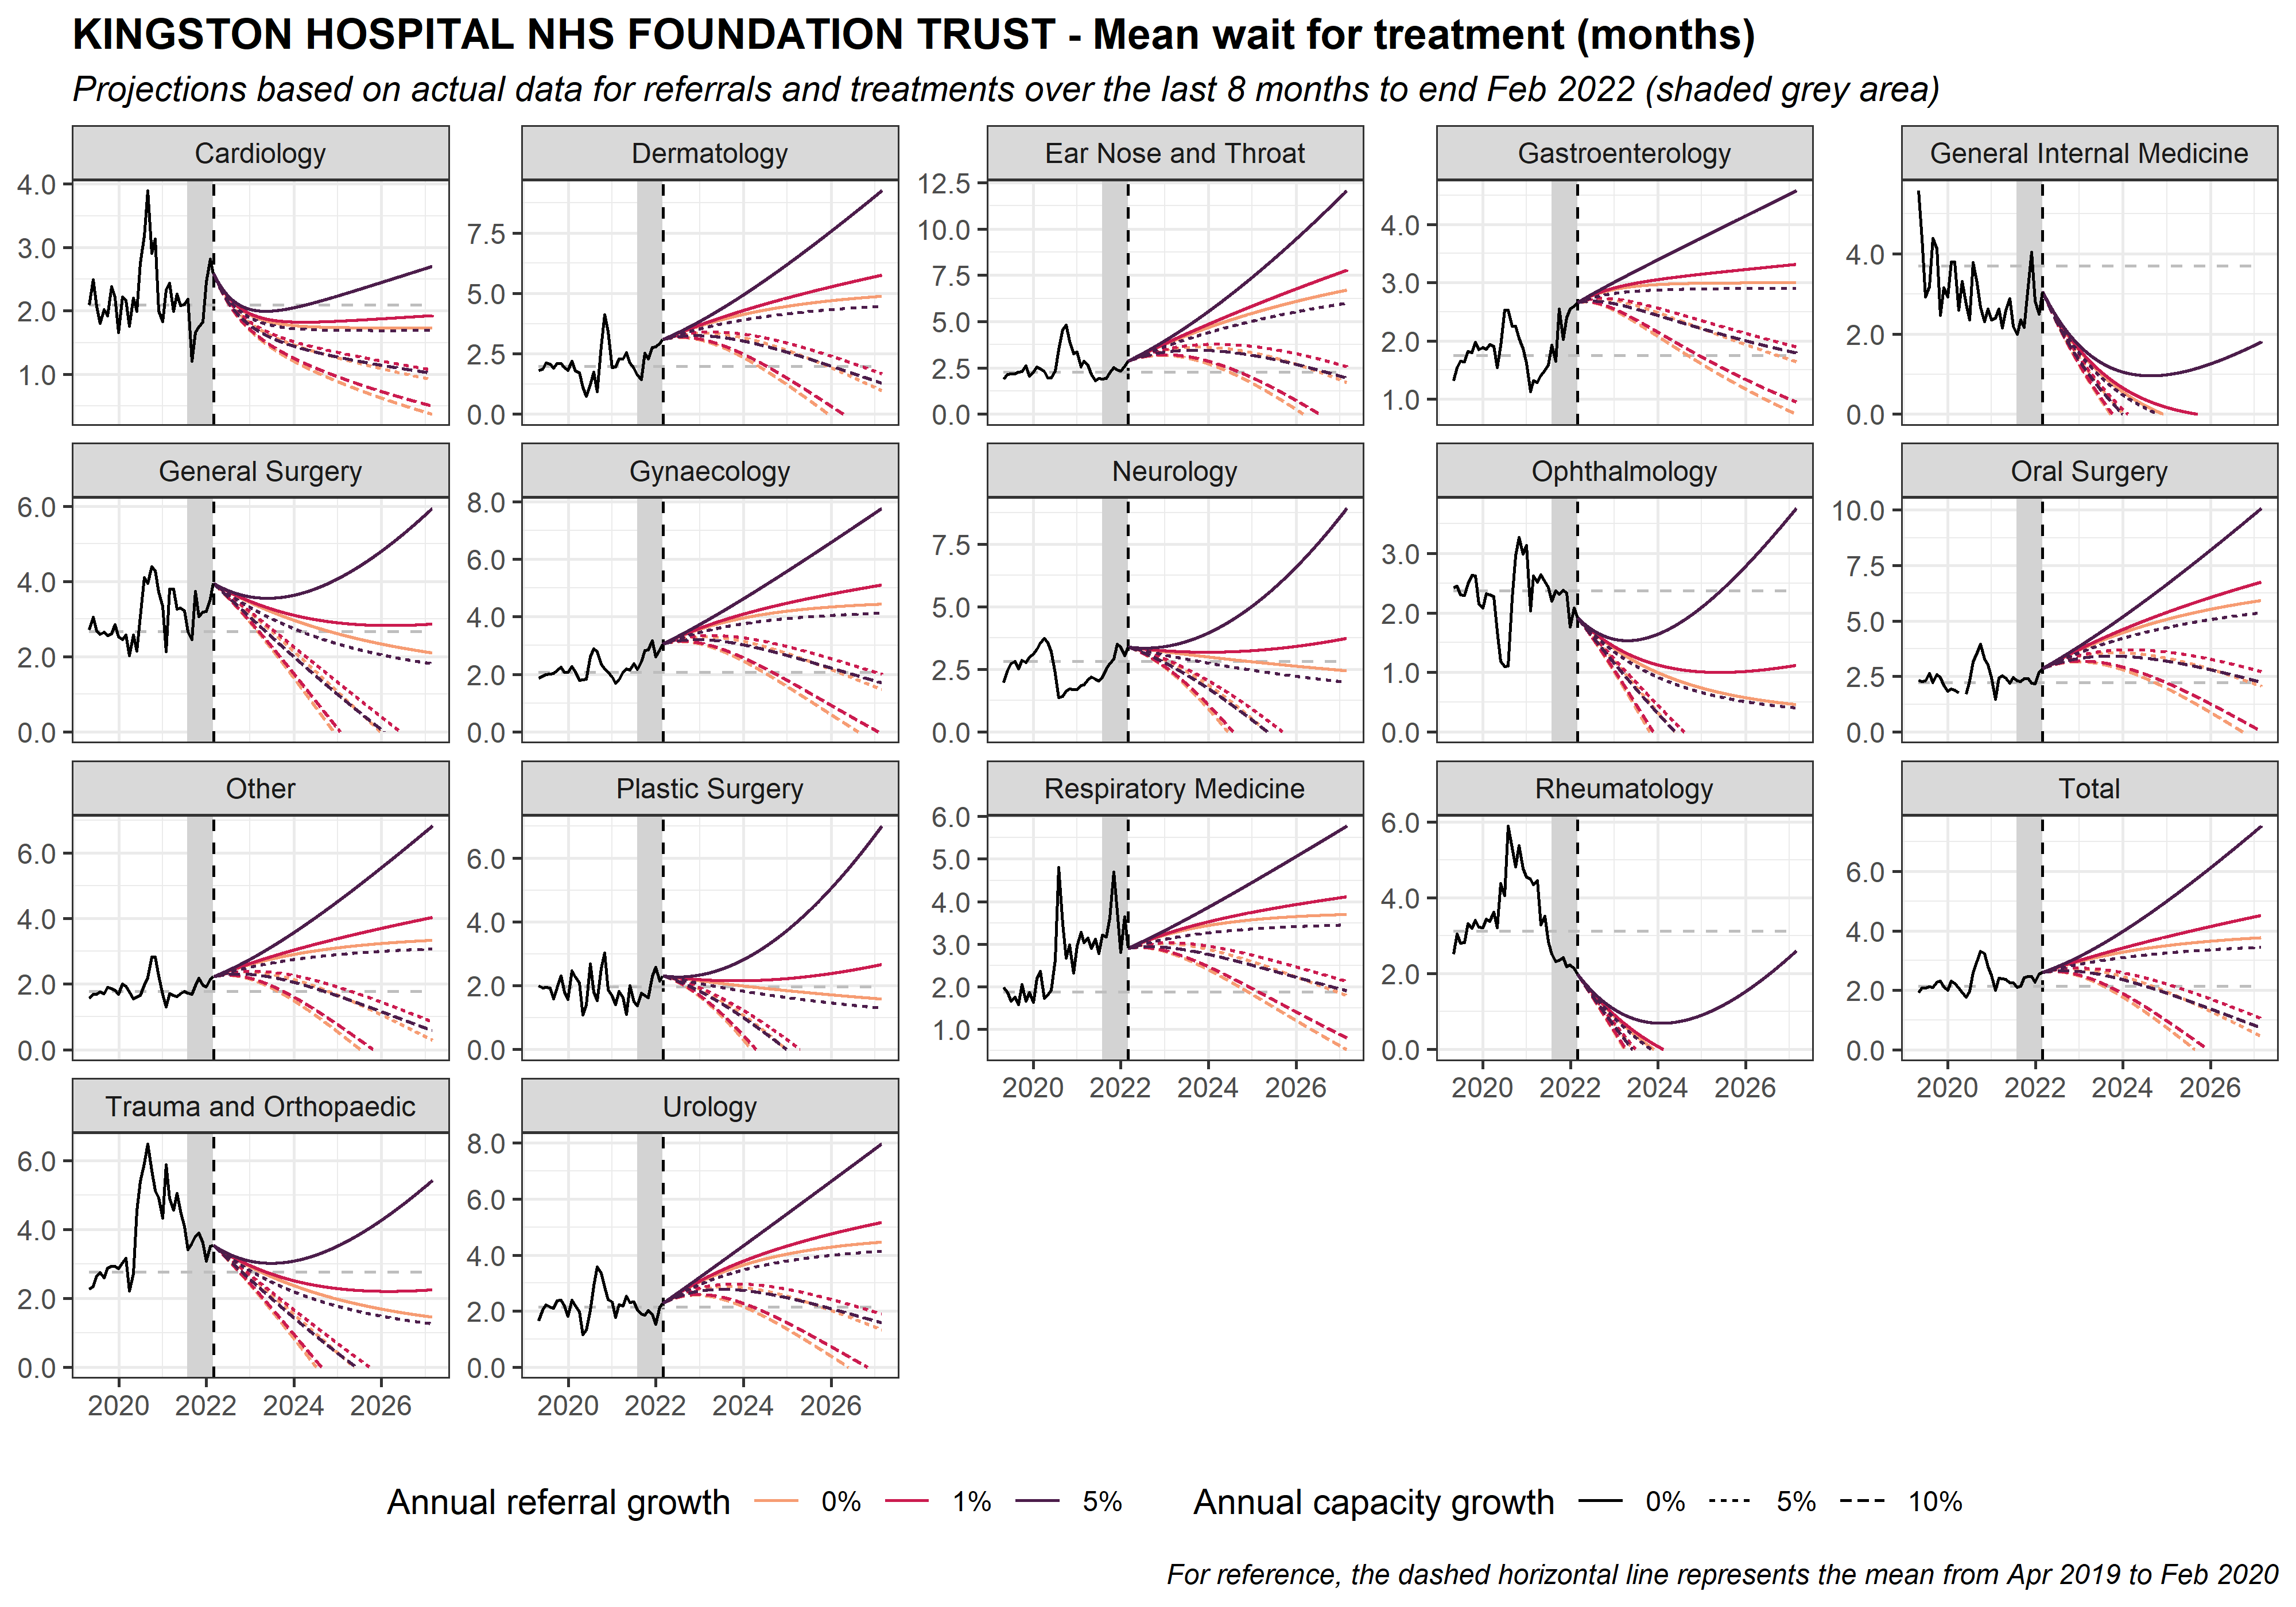 KINGSTON HOSPITAL NHS FOUNDATION TRUST - Mean wait for treatment (months)
Projections based on actual data for referrals and treatments over the last 8 months to end Feb 2022 (shaded grey area)
Cardiology
4.0
3.0
2.0
1.0
Dermatology
7.5
5.0
2.5
0.0
Ear Nose and Throat
12.5
10.0
7.5
5.0
2.5
0.0
Gastroenterology
4.0
3.0
2.0
1.0
General Internal Medicine
4.0
2.0
0.0
General Surgery
6.0
4.0
2.0
0.0
Gynaecology
8.0
6.0
4.0
2.0
0.0
Neurology
7.5
5.0
2.5
0.0
Ophthalmology
3.0
2.0
1.0
0.0
Oral Surgery
10.0
7.5
5.0
2.5
0.0
Other
6.0
4.0
2.0
0.0
Plastic Surgery
6.0
4.0
2.0
0.0
Respiratory Medicine
6.0
5.0
4.0
3.0
2.0
1.0
2020 2022 2024 2026
Rheumatology
6.0
4.0
2.0
0.0
2020 2022 2024 2026
Total
6.0
4.0
2.0
0.0
2020 2022 2024 2026
Trauma and Orthopaedic
6.0
4.0
2.0
0.0
2020 2022 2024 2026
Urology
8.0
6.0
4.0
2.0
0.0
2020 2022 2024 2026
Annual referral growth 0% 1% 5% Annual capacity growth 0% 5% 10%
For reference, the dashed horizontal line represents the mean from Apr 2019 to Feb 2020